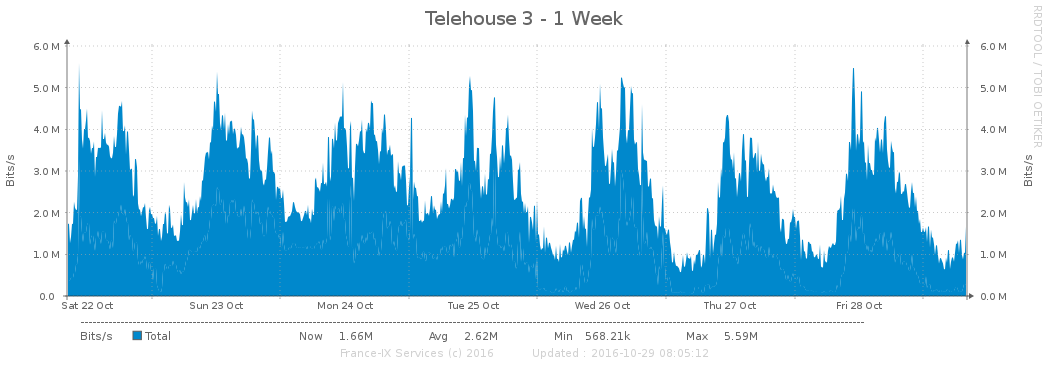 Telehouse 3 - 1 Week
RRDTOOL / TOBI OETIKER
Bits/s
6.0 M 6.0 M
5.0 M 5.0 M
4.0 M 4.0 M
3.0 M 3.0 M
2.0 M 2.0 M
1.0 M 1.0 M
0.0 0.0 M
Bits/s
Sat 22 Oct Sun 23 Oct Mon 24 Oct Tue 25 Oct Wed 26 Oct Thu 27 Oct Fri 28 Oct
Bits/s Total Now 1.66M Avg 2.62M Min 568.21k Max 5.59M
France-IX Services (c) 2016 Updated : 2016-10-29 08:05:12